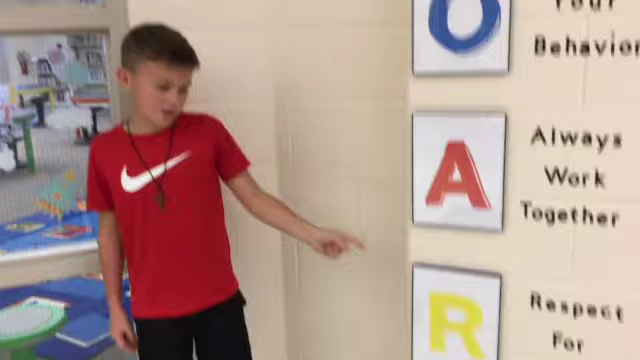 O
Your
Behavior
A
Always
Work
Together
R
Respect
For